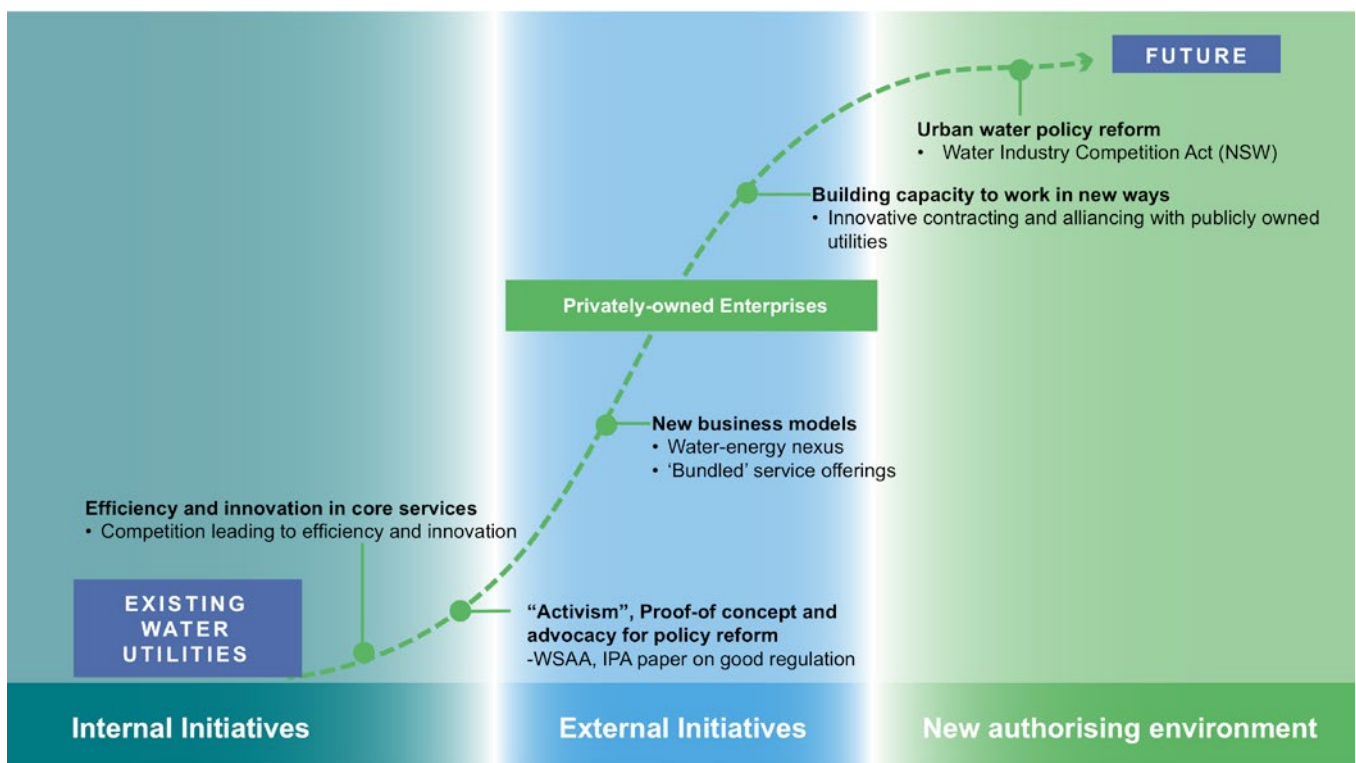 FUTURE
Urban water policy reform
• Water Industry Competition Act (NSW)
Building capacity to work in new ways
• Innovative contracting and alliancing with publicly owned
utilities
Privately-owned Enterprises
New business models
• Water-energy nexus
• ‘Bundled’ service offerings
Efficiency and innovation in core services
• Competition leading to efficiency and innovation
EXISTING
WATER
UTILITIES
“Activism”, Proof-of concept and
advocacy for policy reform
-WSAA, IPA paper on good regulation
Internal Initiatives
External Initiatives
New authorising environment